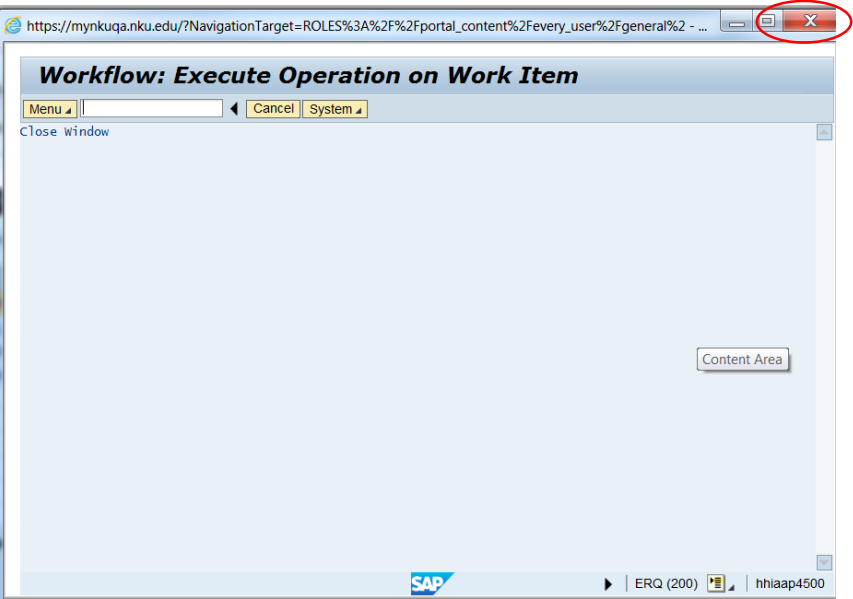 https://mynkuqa.nku.edu/?NavigationTarget=ROLES%3A%2F%2Fportal_content%2Fevery_user%2Fgeneral%2 - ...
X
Workflow: Execute Operation on Work Item
Menu Cancel System
Close Window
Content Area
SAP ERQ (200) hhiaap4500